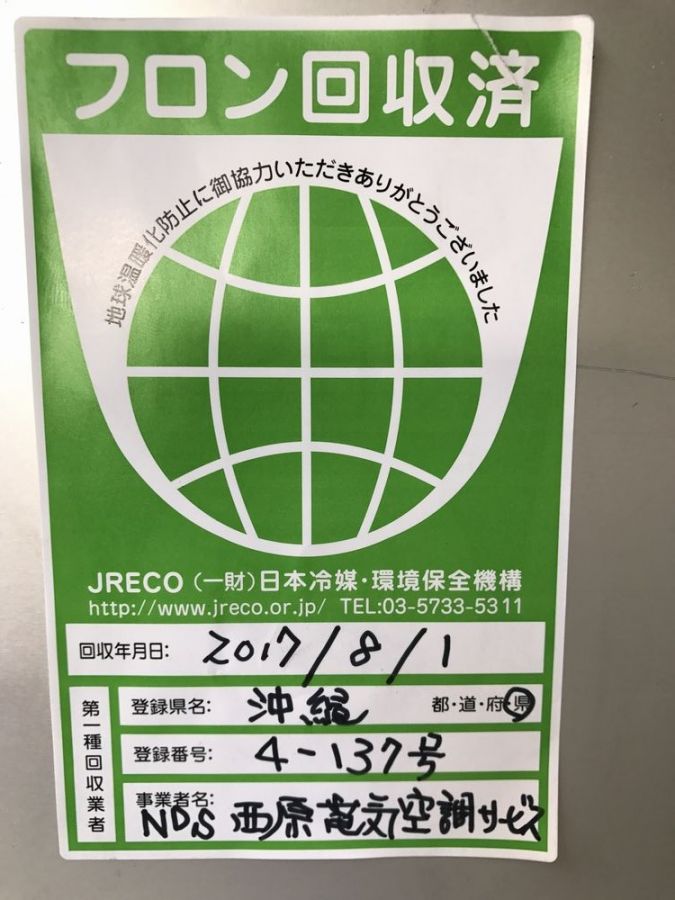 フロン回収済
地球温暖化防止に御協力いただきありがとうございました
JRECO (一財)日本冷媒・環境保全機構
http://www.jreco.or.jp/ TEL:03-5733-5311
回収年月日: 2017/8/1
第一種回収業者
登録県名: 沖縄 都・道・府・県
登録番号: 4-137号
事業者名:
NDS 西原電気空調サービス